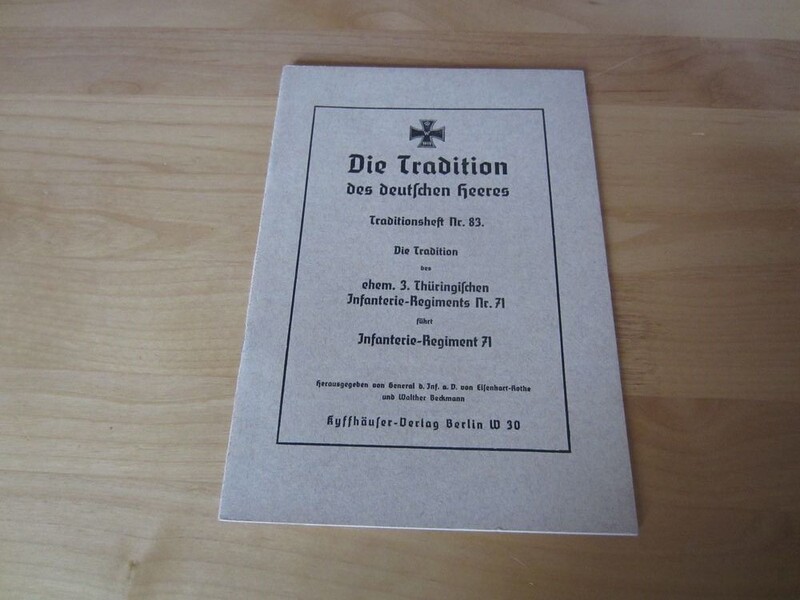 Die Tradition
des deutschen Heeres
Traditionsheft Nr. 83.
Die Tradition
des
ehem. 3. Thüringischen
Infanterie-Regiments Nr. 71
führt
Infanterie-Regiment 71
Herausgegeben von General d. Inf. a. D. von Eisenhart-Rothe
und Walther Beckmann
Kyffhäuser-Verlag Berlin W 30